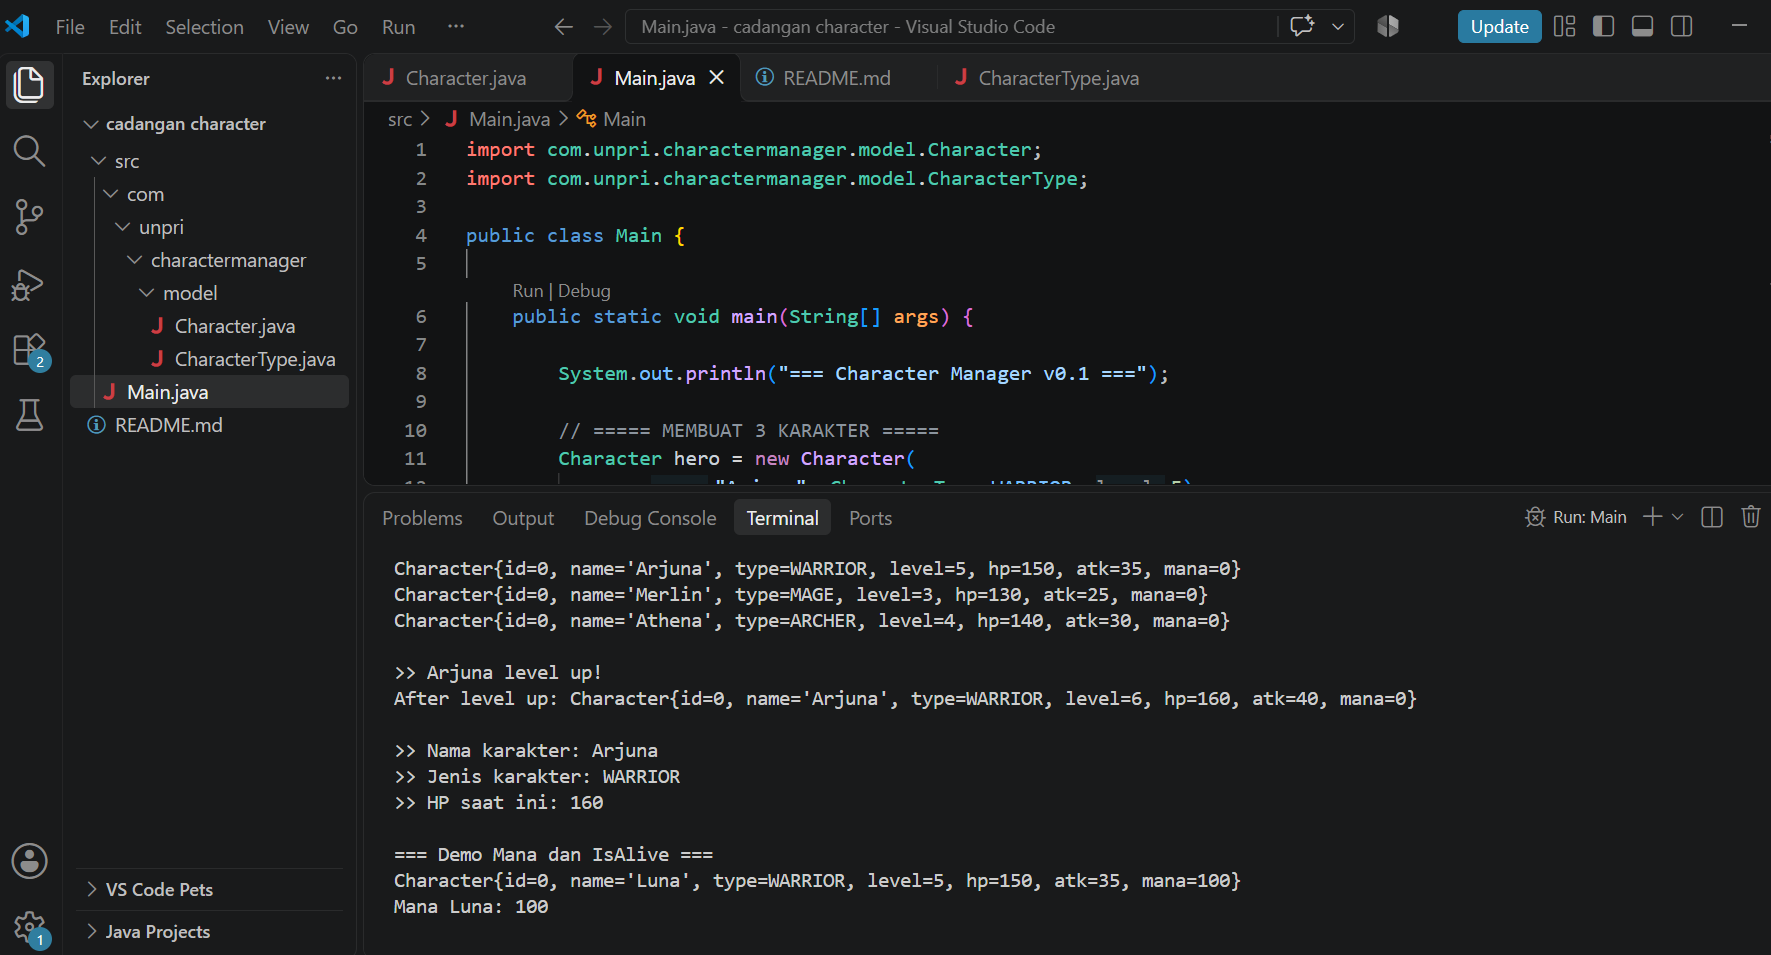 File Edit Selection View Go Run ···
Main.java - cadangan character - Visual Studio Code
Update
Explorer
cadangan character
src
com
unpri
charactermanager
model
Character.java
CharacterType.java
Main.java
README.md
VS Code Pets
Java Projects
2
1
Character.java Main.java README.md CharacterType.java
src > Main.java > Main
1 import com.unpri.charactermanager.model.Character;
2 import com.unpri.charactermanager.model.CharacterType;
3
4 public class Main {
5
Run | Debug
6 public static void main(String[] args) {
7
8 System.out.println("=== Character Manager v0.1 ===");
9
10 // ===== MEMBUAT 3 KARAKTER =====
11 Character hero = new Character(
Problems Output Debug Console Terminal Ports
Run: Main
Character{id=0, name='Arjuna', type=WARRIOR, level=5, hp=150, atk=35, mana=0}
Character{id=0, name='Merlin', type=MAGE, level=3, hp=130, atk=25, mana=0}
Character{id=0, name='Athena', type=ARCHER, level=4, hp=140, atk=30, mana=0}
>> Arjuna level up!
After level up: Character{id=0, name='Arjuna', type=WARRIOR, level=6, hp=160, atk=40, mana=0}
>> Nama karakter: Arjuna
>> Jenis karakter: WARRIOR
>> HP saat ini: 160
=== Demo Mana dan IsAlive ===
Character{id=0, name='Luna', type=WARRIOR, level=5, hp=150, atk=35, mana=100}
Mana Luna: 100